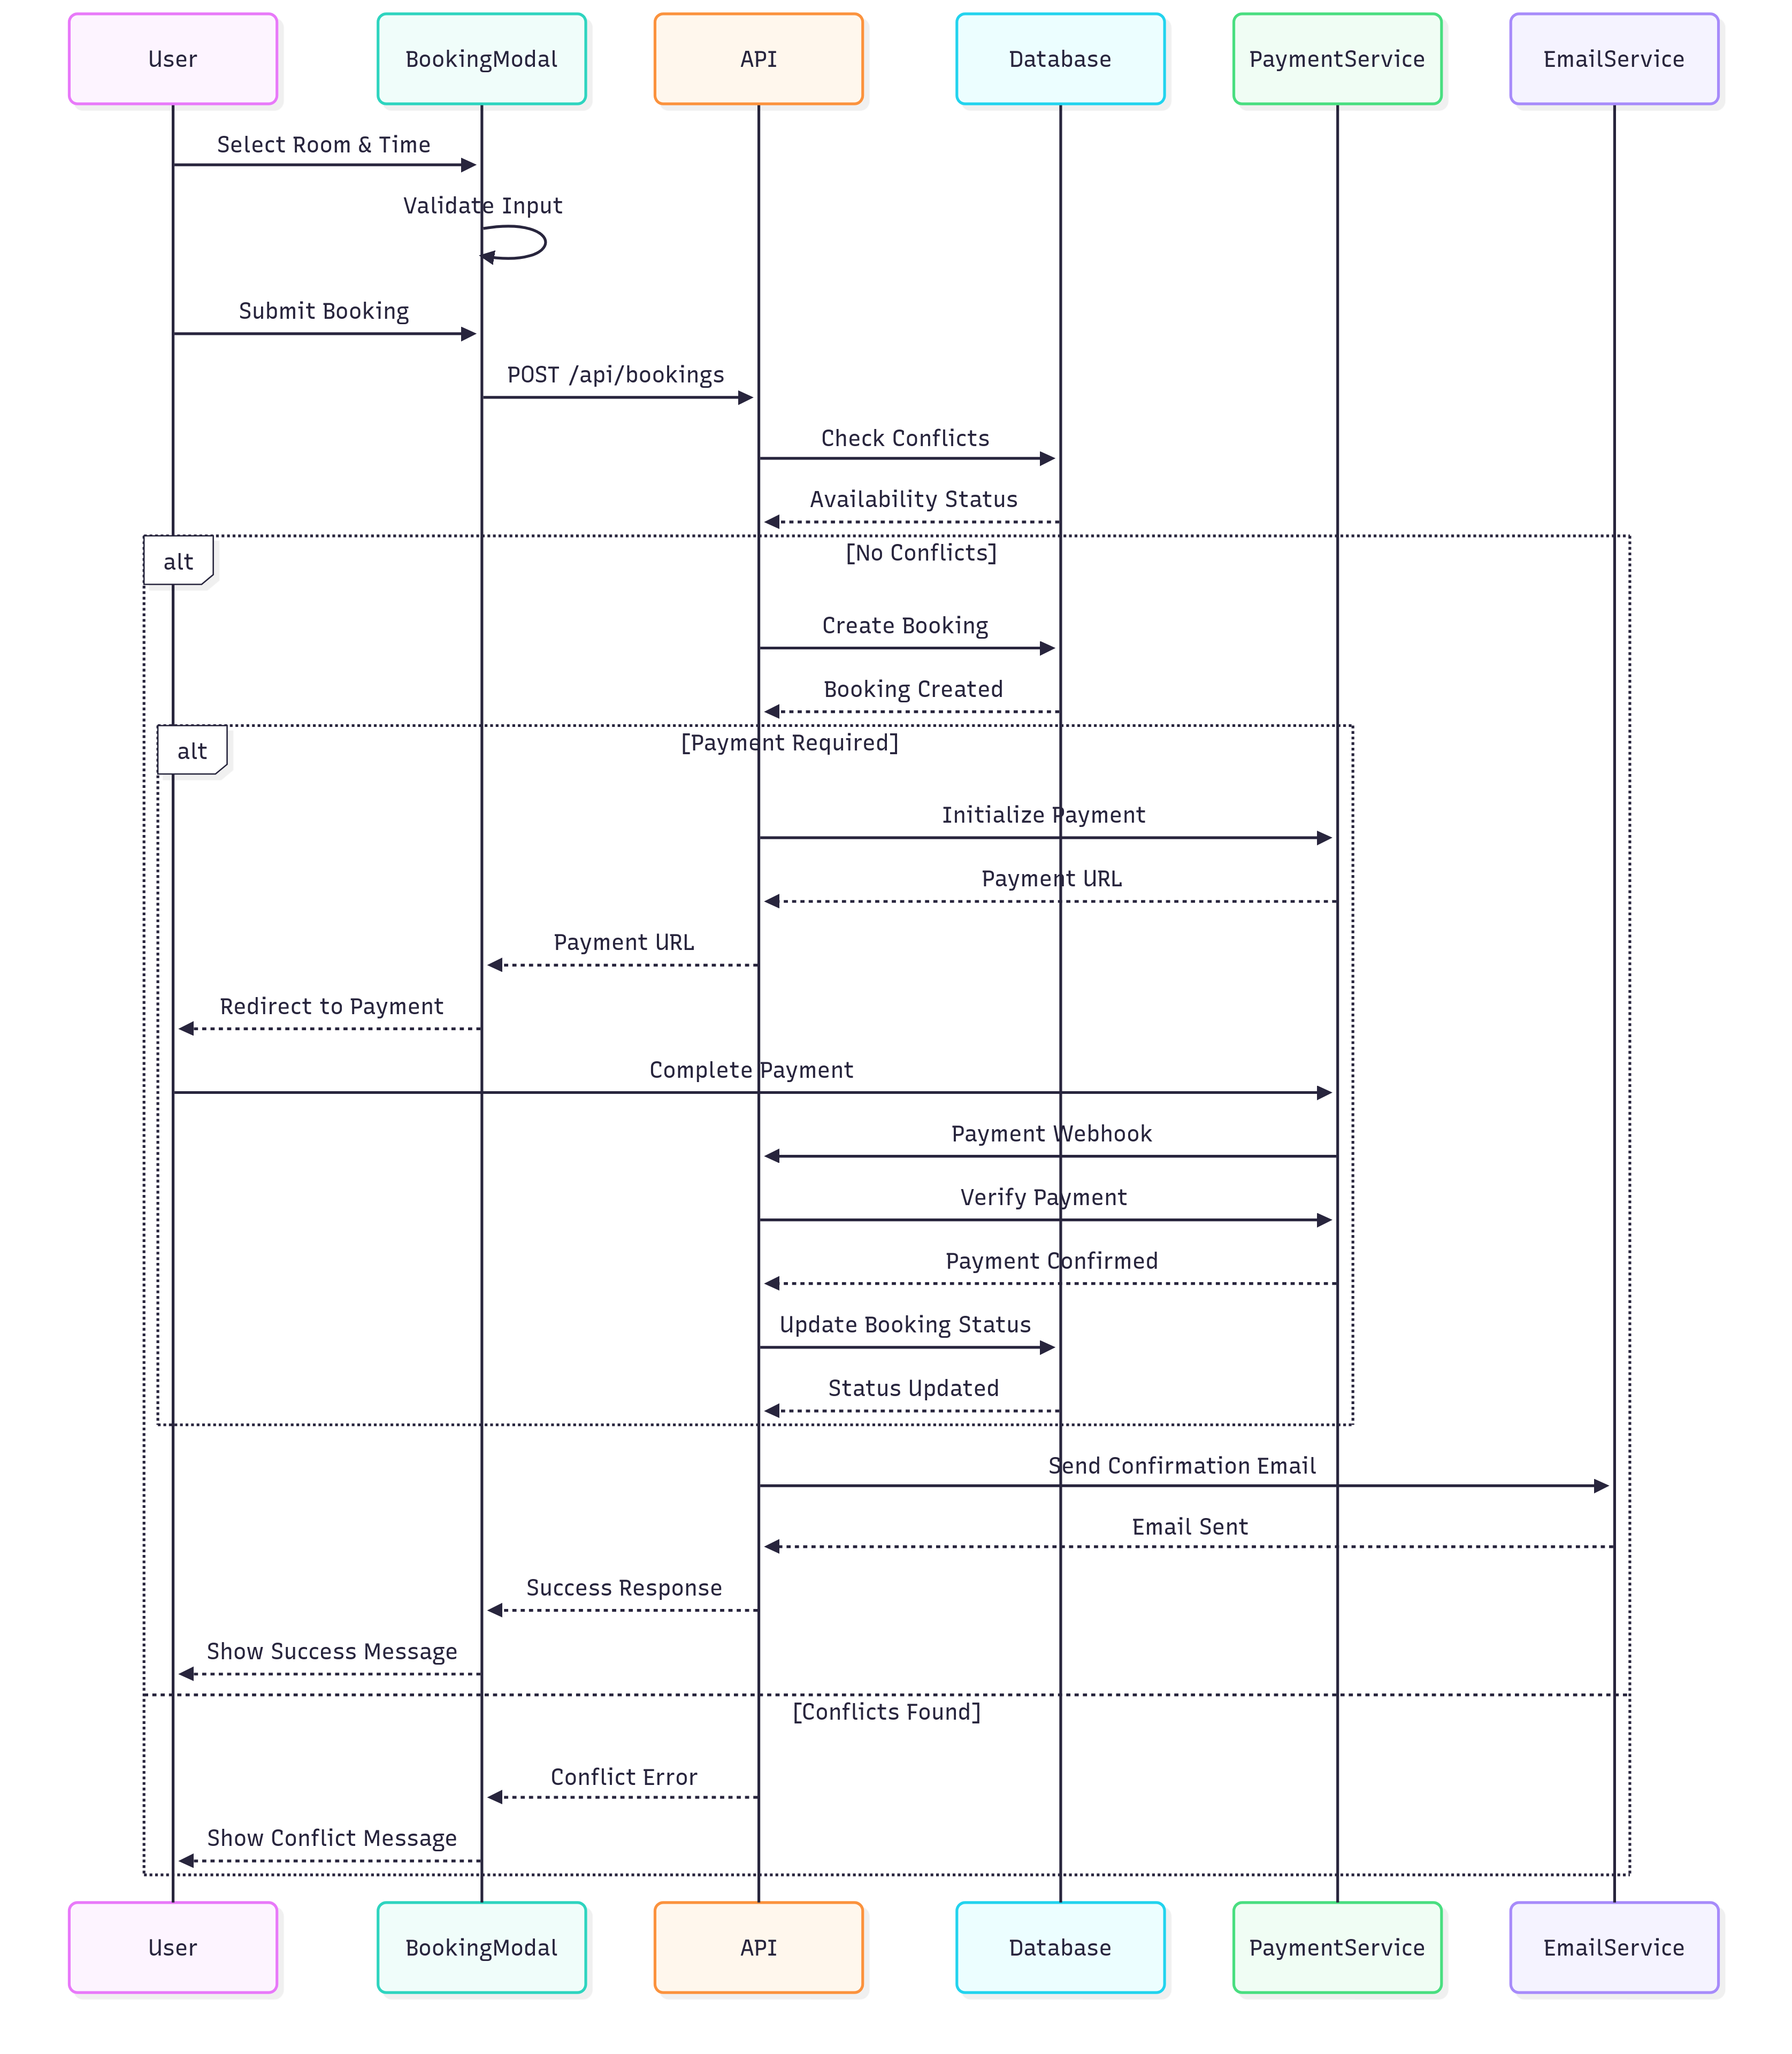 User
BookingModal
API
Database
PaymentService
EmailService
Select Room & Time
Validate Input
Submit Booking
POST /api/bookings
Check Conflicts
Availability Status
alt
[No Conflicts]
Create Booking
Booking Created
alt
[Payment Required]
Initialize Payment
Payment URL
Payment URL
Redirect to Payment
Complete Payment
Payment Webhook
Verify Payment
Payment Confirmed
Update Booking Status
Status Updated
Send Confirmation Email
Email Sent
Success Response
Show Success Message
[Conflicts Found]
Conflict Error
Show Conflict Message
User
BookingModal
API
Database
PaymentService
EmailService